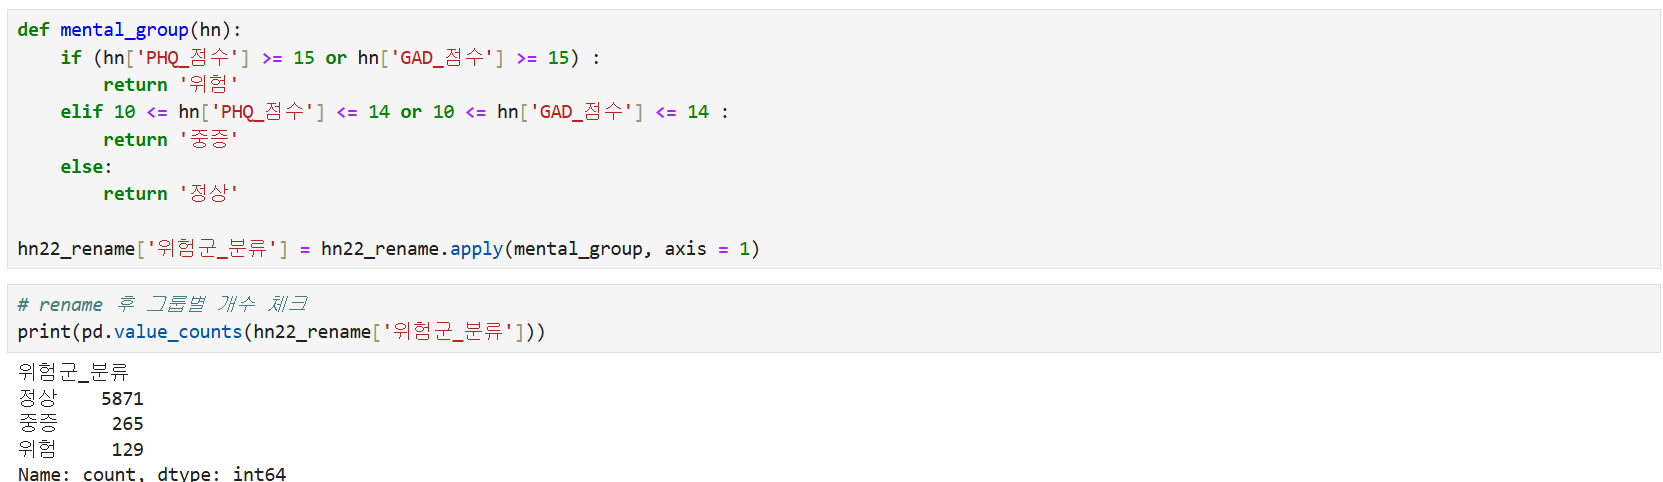 def mental_group(hn):
    if (hn['PHQ_점수'] >= 15 or hn['GAD_점수'] >= 15) :
        return '위험'
    elif 10 <= hn['PHQ_점수'] <= 14 or 10 <= hn['GAD_점수'] <= 14 :
        return '중증'
    else:
        return '정상'
hn22_rename['위험군_분류'] = hn22_rename.apply(mental_group, axis = 1)
# rename 후 그룹별 개수 체크
print(pd.value_counts(hn22_rename['위험군_분류']))
위험군_분류
정상    5871
중증     265
위험     129
Name: count, dtype: int64